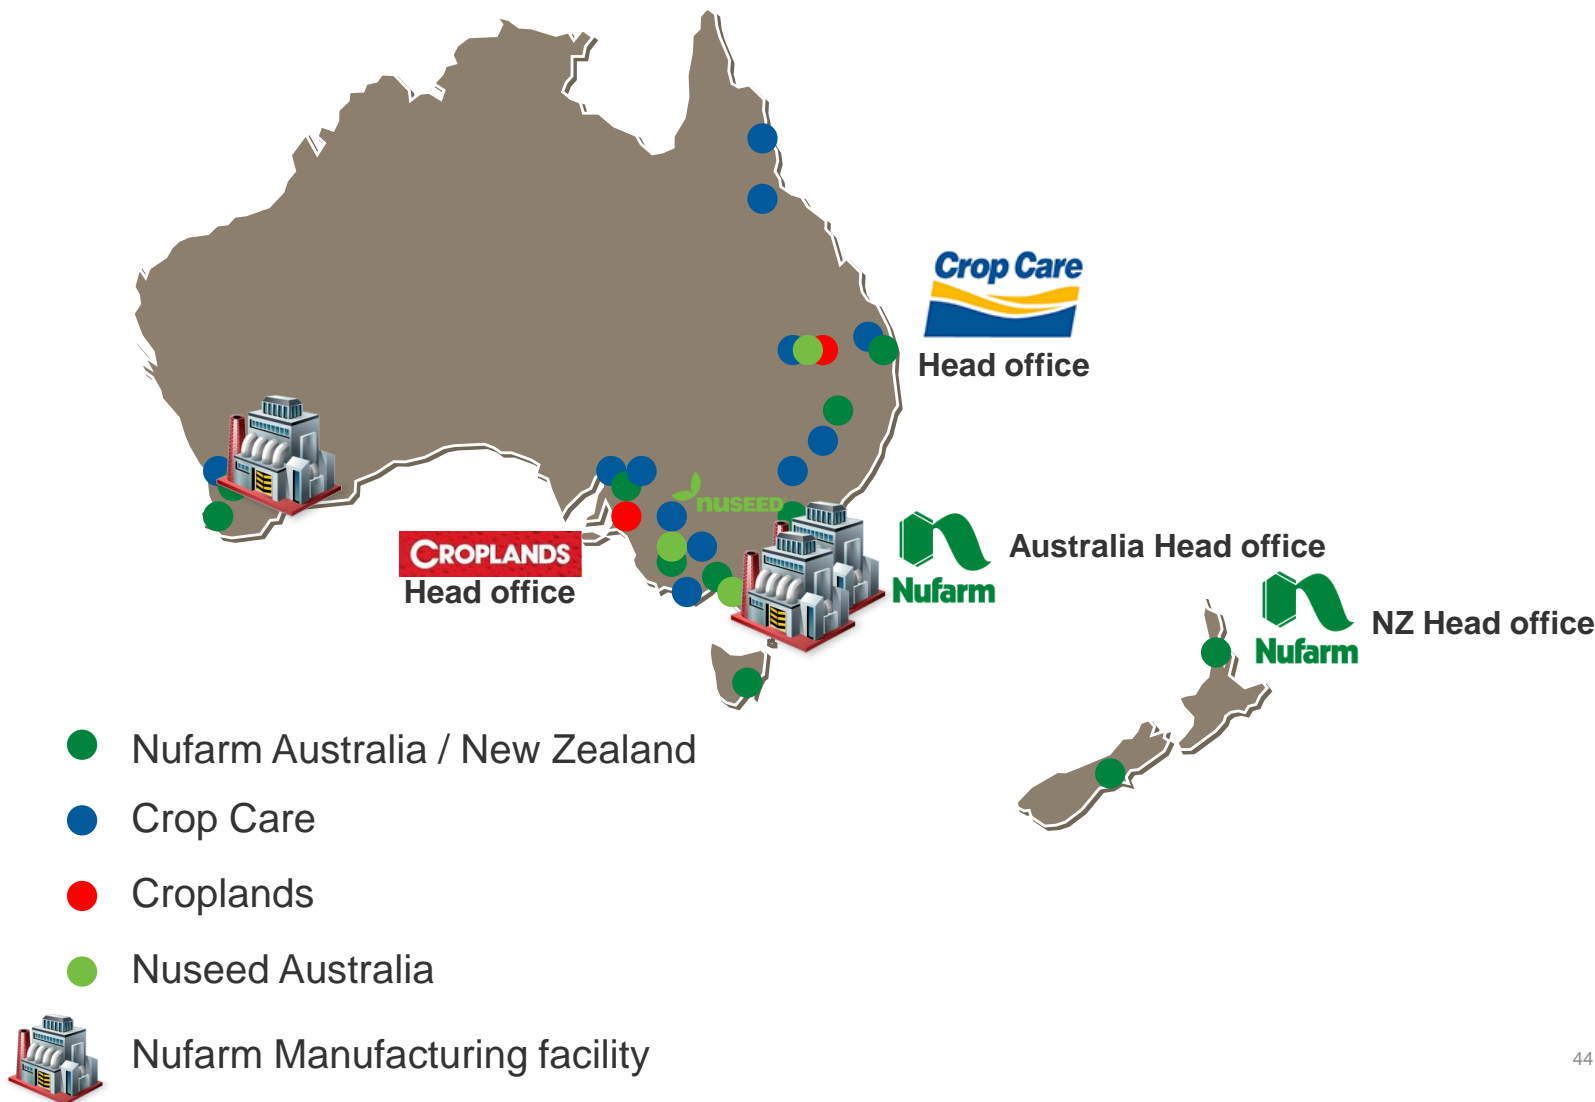 Crop Care
Head office
nuseed
CROPLANDS
Head office
Nufarm
Australia Head office
Nufarm
NZ Head office
Nufarm Australia / New Zealand
Crop Care
Croplands
Nuseed Australia
Nufarm Manufacturing facility
44